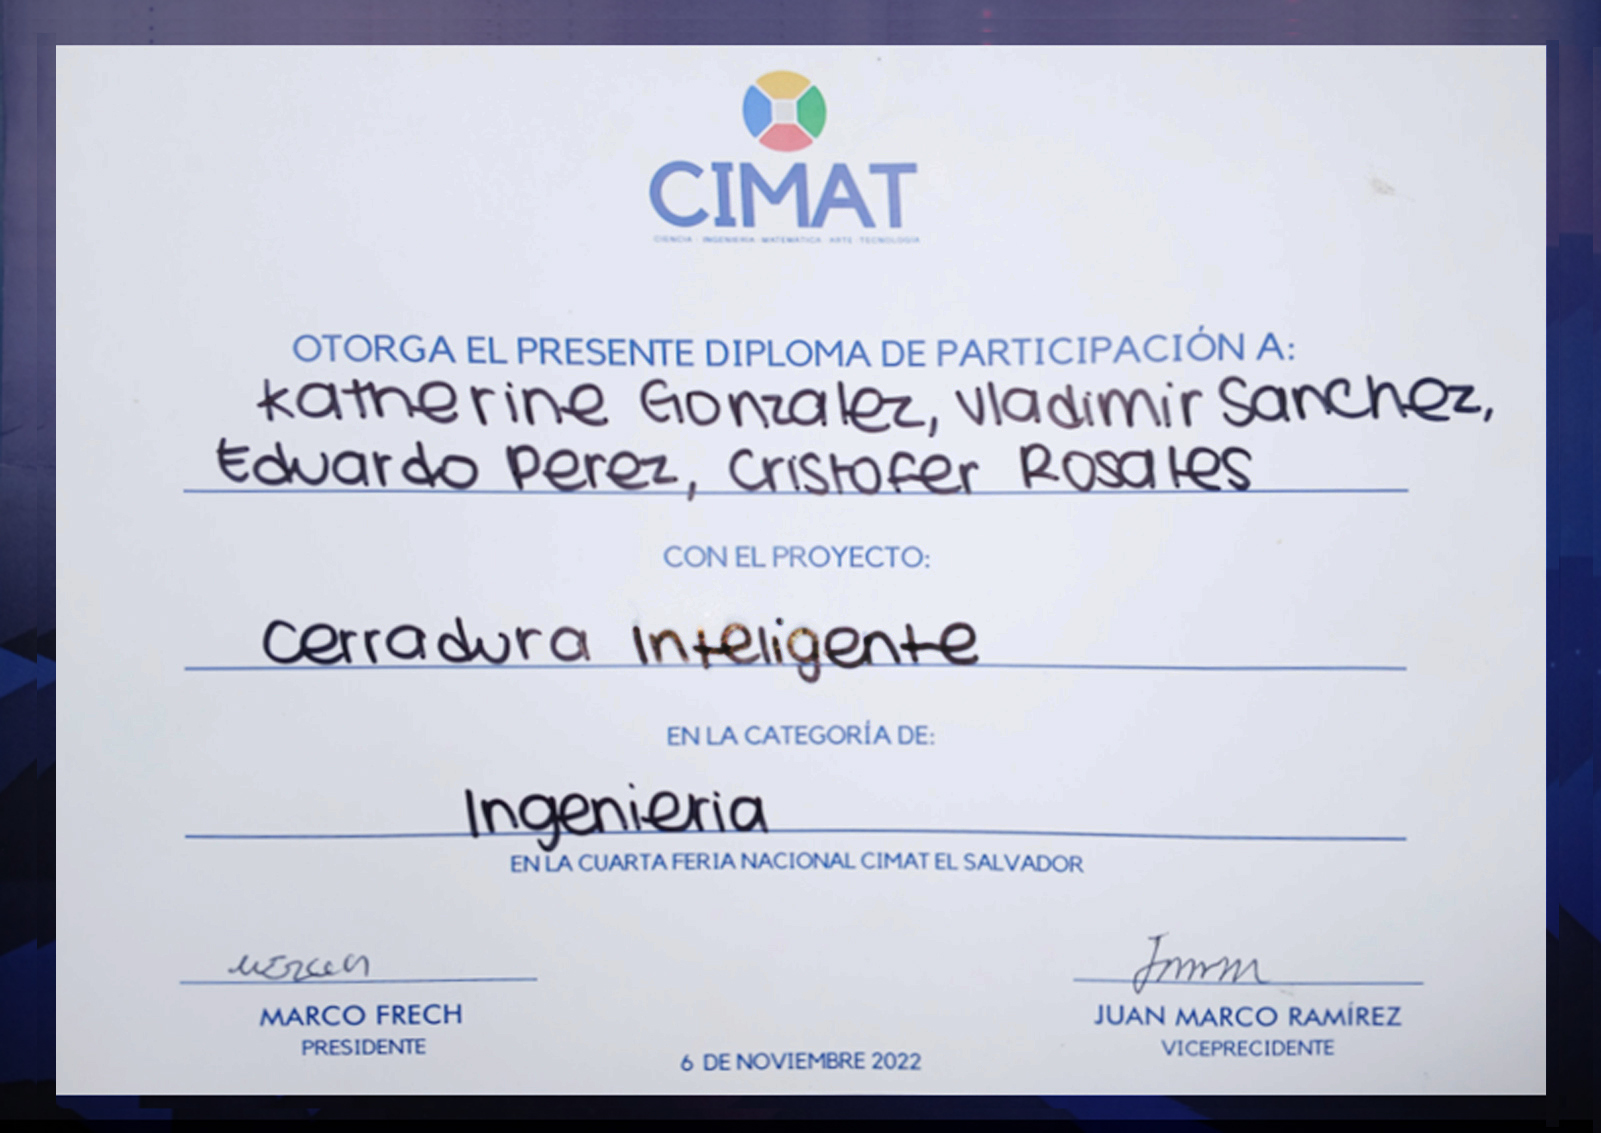 CIMAT
CIENCIA · INGENIERIA · MATEMATICA · ARTE · TECNOLOGIA
OTORGA EL PRESENTE DIPLOMA DE PARTICIPACIÓN A:
Katherine Gonzalez, Vladimir Sanchez,
Eduardo Perez, Cristofer Rosales
CON EL PROYECTO:
Cerradura Inteligente
EN LA CATEGORÍA DE:
Ingenieria
EN LA CUARTA FERIA NACIONAL CIMAT EL SALVADOR
MARCO FRECH
PRESIDENTE
JUAN MARCO RAMÍREZ
VICEPRECIDENTE
6 DE NOVIEMBRE 2022